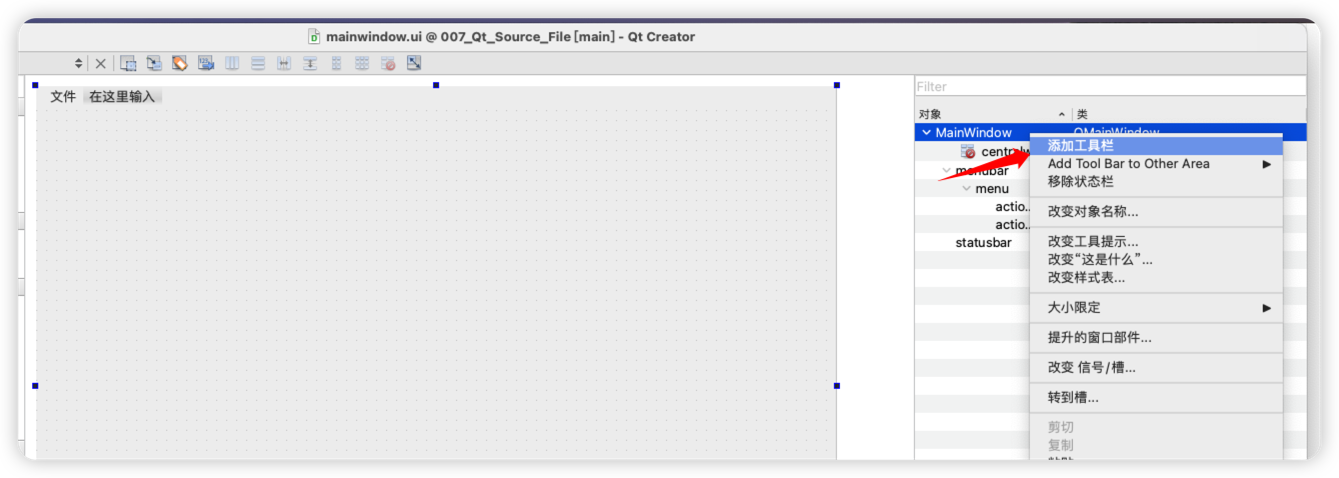 mainwindow.ui @ 007_Qt_Source_File [main] - Qt Creator
文件 在这里输入
Filter
对象 类
MainWindow QMainWindow
centralw
menubar
menu
actio...
actio...
statusbar
添加工具栏
Add Tool Bar to Other Area
移除状态栏
改变对象名称...
改变工具提示...
改变“这是什么”...
改变样式表...
大小限定
提升的窗口部件...
改变 信号/槽...
转到槽...
剪切
复制